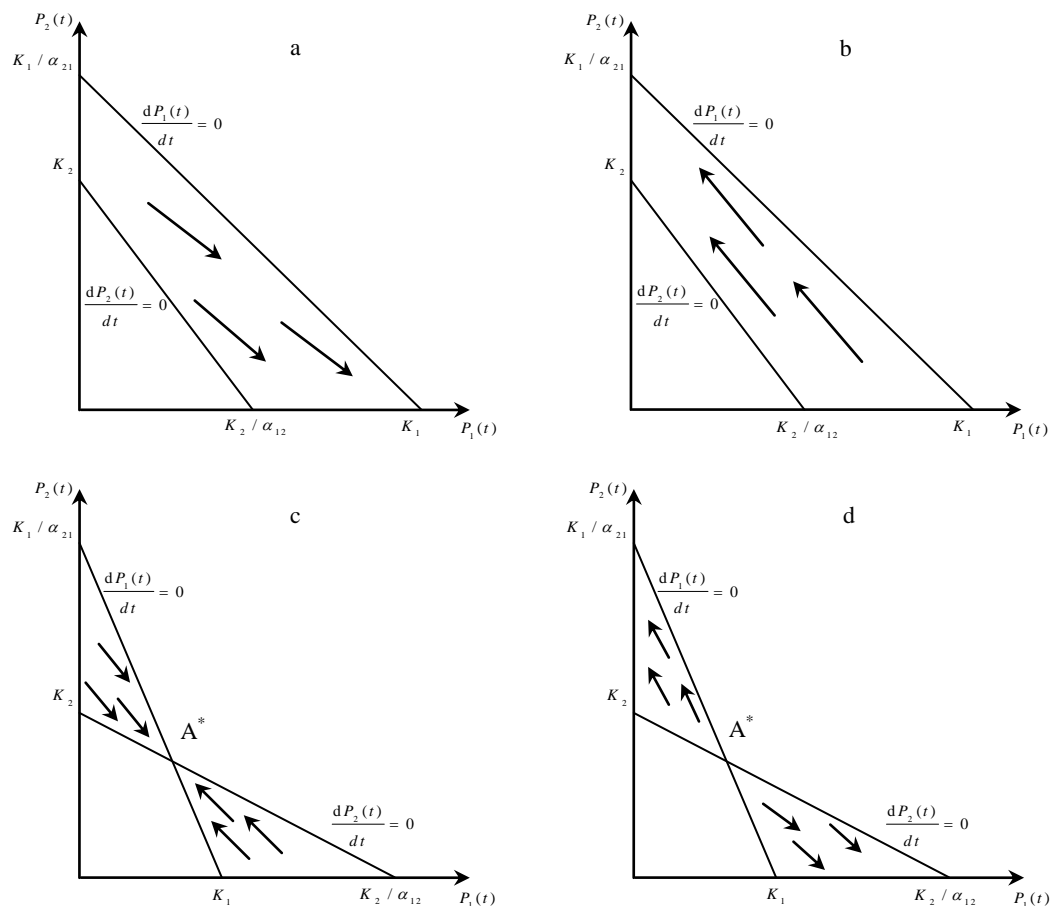 P₂(t)
a
K₁ / α₂₁
dP₁(t)/dt = 0
K₂
dP₂(t)/dt = 0
K₂ / α₁₂
K₁
P₁(t)
P₂(t)
b
K₁ / α₂₁
dP₁(t)/dt = 0
K₂
dP₂(t)/dt = 0
K₂ / α₁₂
K₁
P₁(t)
P₂(t)
c
K₁ / α₂₁
dP₁(t)/dt = 0
K₂
A*
dP₂(t)/dt = 0
K₁
K₂ / α₁₂
P₁(t)
P₂(t)
d
K₁ / α₂₁
dP₁(t)/dt = 0
K₂
A*
dP₂(t)/dt = 0
K₁
K₂ / α₁₂
P₁(t)